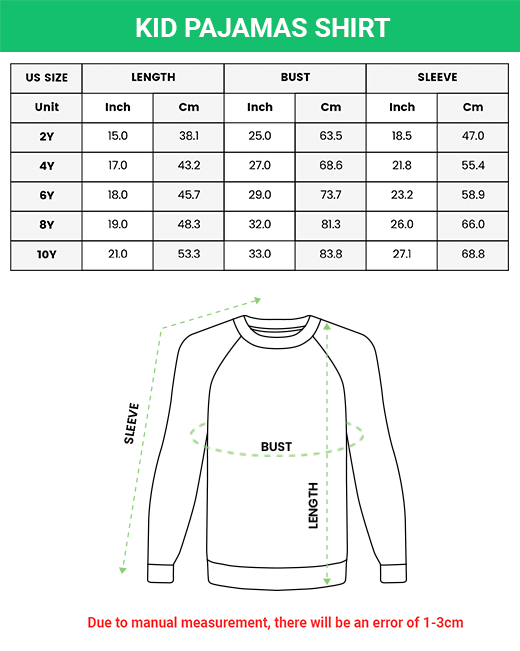 KID PAJAMAS SHIRT
US SIZE LENGTH BUST SLEEVE
Unit Inch Cm Inch Cm Inch Cm
2Y 15.0 38.1 25.0 63.5 18.5 47.0
4Y 17.0 43.2 27.0 68.6 21.8 55.4
6Y 18.0 45.7 29.0 73.7 23.2 58.9
8Y 19.0 48.3 32.0 81.3 26.0 66.0
10Y 21.0 53.3 33.0 83.8 27.1 68.8
SLEEVE
BUST
LENGTH
Due to manual measurement, there will be an error of 1-3cm